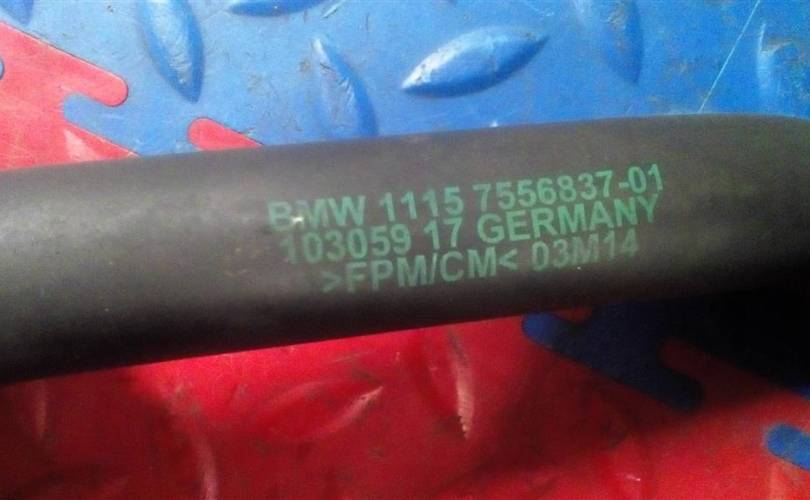 BMW 1115 7556837-01
103059 17 GERMANY
>FPM/CM< 03M14